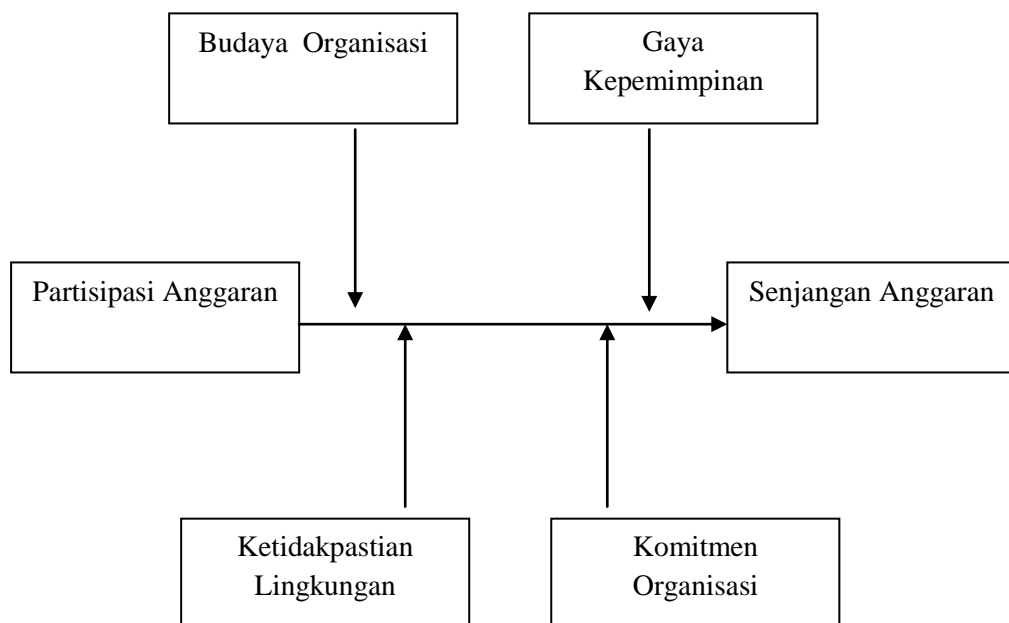 Budaya Organisasi
Gaya
Kepemimpinan
Partisipasi Anggaran
Senjangan Anggaran
Ketidakpastian
Lingkungan
Komitmen
Organisasi